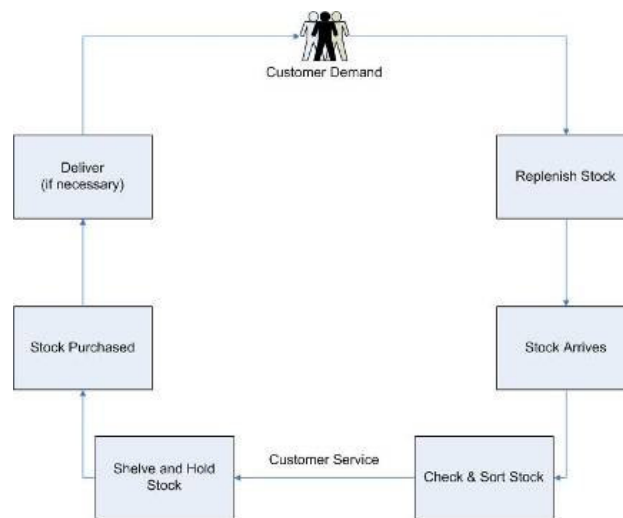 Customer Demand
Deliver
(if necessary)
Replenish Stock
Stock Purchased
Stock Arrives
Shelve and Hold
Stock
Customer Service
Check & Sort Stock